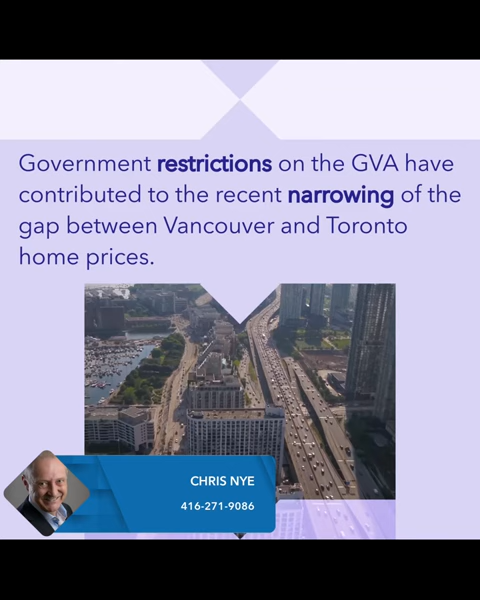 Government restrictions on the GVA have
contributed to the recent narrowing of the
gap between Vancouver and Toronto
home prices.
CHRIS NYE
416-271-9086